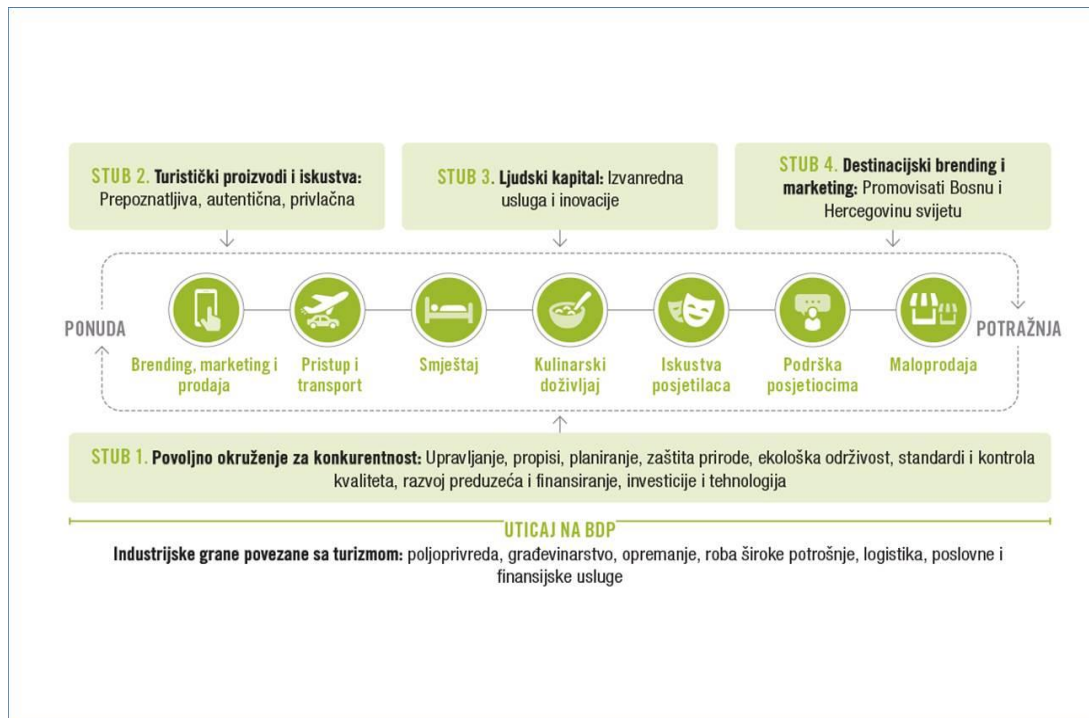 STUB 2. Turistički proizvodi i iskustva:
Prepoznatljiva, autentična, privlačna
STUB 3. Ljudski kapital: Izvanredna
usluga i inovacije
STUB 4. Destinacijski brending i
marketing: Promovisati Bosnu i
Hercegovinu svijetu
PONUDA
POTRAŽNJA
Brending, marketing i
prodaja
Pristup i
transport
Smještaj
Kulinarski
doživljaj
Iskustva
posjetilaca
Podrška
posjetiocima
Maloprodaja
STUB 1. Povoljno okruženje za konkurentnost: Upravljanje, propisi, planiranje, zaštita prirode, ekološka održivost, standardi i kontrola
kvaliteta, razvoj preduzeća i finansiranje, investicije i tehnologija
UTICAJ NA BDP
Industrijske grane povezane sa turizmom: poljoprivreda, građevinarstvo, opremanje, roba široke potrošnje, logistika, poslovne i
finansijske usluge